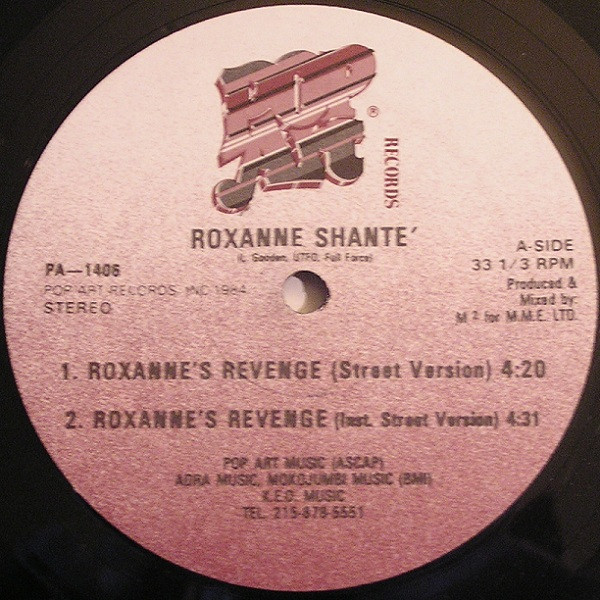 POP
ART
®
RECORDS
ROXANNE SHANTE´
(L. Gooden, UTFO, Full Force)
PA—1406
POP ART RECORDS, INC 1984
STEREO
A-SIDE
33 1/3 RPM
Produced &
Mixed by:
M² for M.M.E. LTD.
1. ROXANNE'S REVENGE (Street Version) 4:20
2. ROXANNE'S REVENGE (Inst. Street Version) 4:31
POP ART MUSIC (ASCAP)
ADRA MUSIC, MOKOJUMBI MUSIC (BMI)
K.E.D. MUSIC
TEL. 215-878-5551